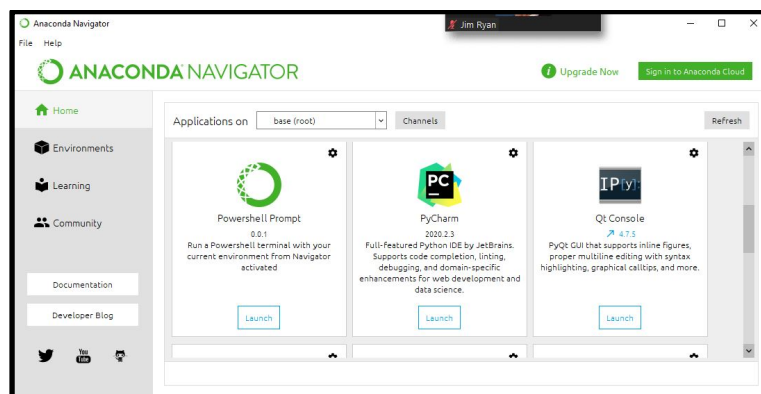 Anaconda Navigator
Jim Ryan
File Help
ANACONDA NAVIGATOR
Upgrade Now
Sign in to Anaconda Cloud
Home
Environments
Learning
Community
Documentation
Developer Blog
You
Tube
Applications on base (root) Channels Refresh
PC
Powershell Prompt
0.0.1
Run a Powershell terminal with your
current environment from Navigator
activated
Launch
PyCharm
2020.2.3
Full-featured Python IDE by JetBrains.
Supports code completion, linting,
debugging, and domain-specific
enhancements for web development and
data science.
Launch
IP[y]:
Qt Console
4.7.5
PyQt GUI that supports inline figures,
proper multiline editing with syntax
highlighting, graphical calltips, and more.
Launch